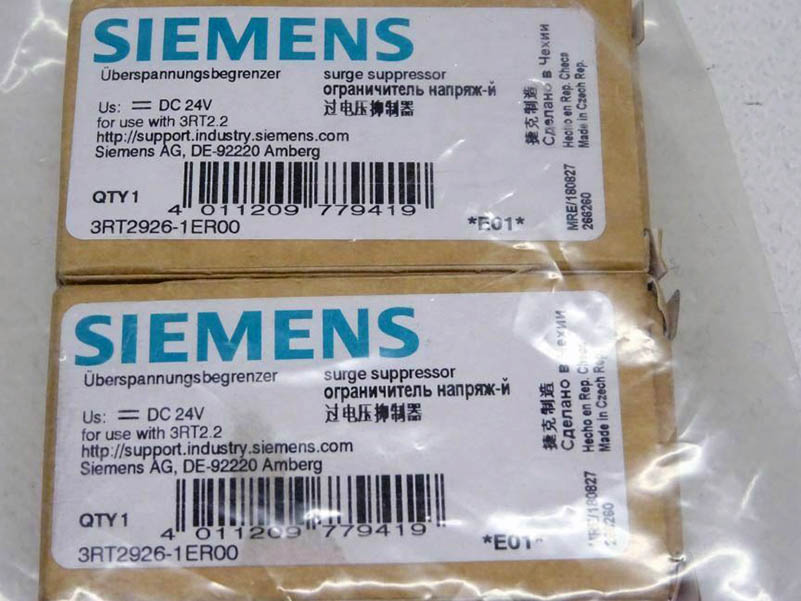 SIEMENS
Überspannungsbegrenzer
surge suppressor
ограничитель напряж-й
过电压抑制器
Us: DC 24V
for use with 3RT2.2
http://support.industry.siemens.com
Siemens AG, DE-92220 Amberg
QTY 1
4 011209 779419
3RT2926-1ER00
*E01*
捷克制造
Сделано в Чехии
Hecho en Rep. Checa
Made in Czech Rep.
MRE/180827
266260
SIEMENS
Überspannungsbegrenzer
surge suppressor
ограничитель напряж-й
过电压抑制器
Us: DC 24V
for use with 3RT2.2
http://support.industry.siemens.com
Siemens AG, DE-92220 Amberg
QTY 1
4 011209 779419
3RT2926-1ER00
*E01*
捷克制造
Сделано в Чехии
Hecho en Rep. Checa
Made in Czech Rep.
MRE/180827
266260